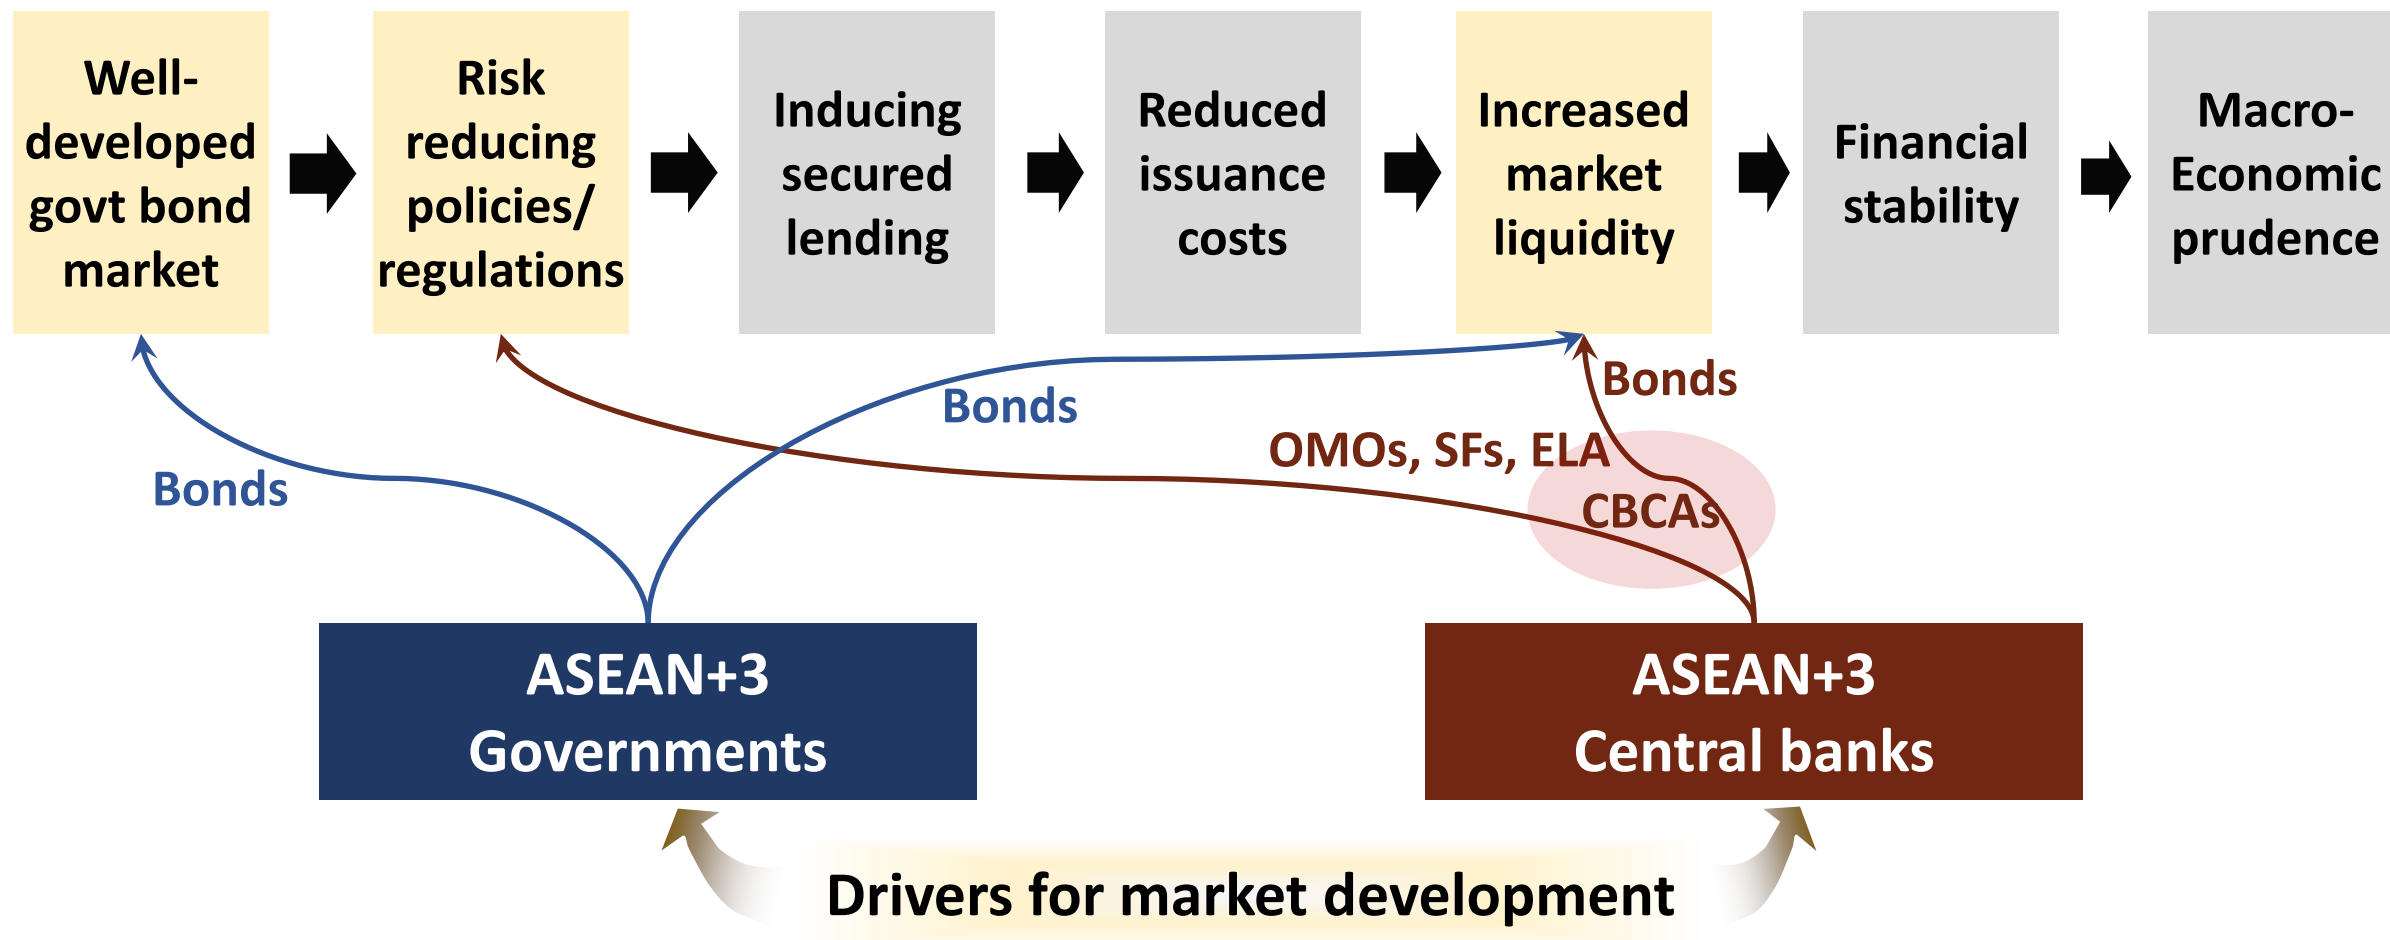 Well-
developed
govt bond
market
Risk
reducing
policies/
regulations
Inducing
secured
lending
Reduced
issuance
costs
Increased
market
liquidity
Financial
stability
Macro-
Economic
prudence
Bonds
Bonds
Bonds
OMOs, SFs, ELA
CBCAs
ASEAN+3
Governments
ASEAN+3
Central banks
Drivers for market development